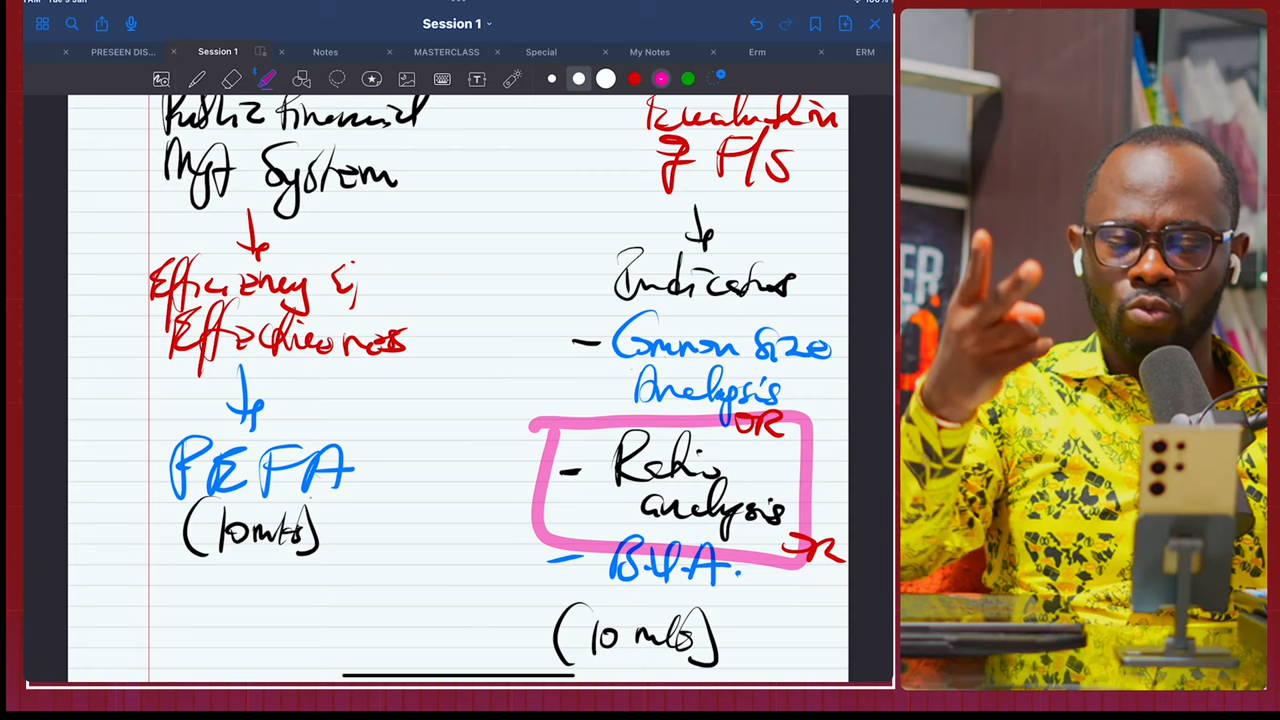 Session 1
PRESEEN DIS...
Session 1
Notes
MASTERCLASS
Special
My Notes
Erm
ERM
Public Financial
Mgt System
Efficiency &
Effectiveness
PEFA
(10mks)
Evaluation
of F/S
Indicators
- Common Size
Analysis
OR
- Ratio
analysis
OR
- B.V.A.
(10 mks)